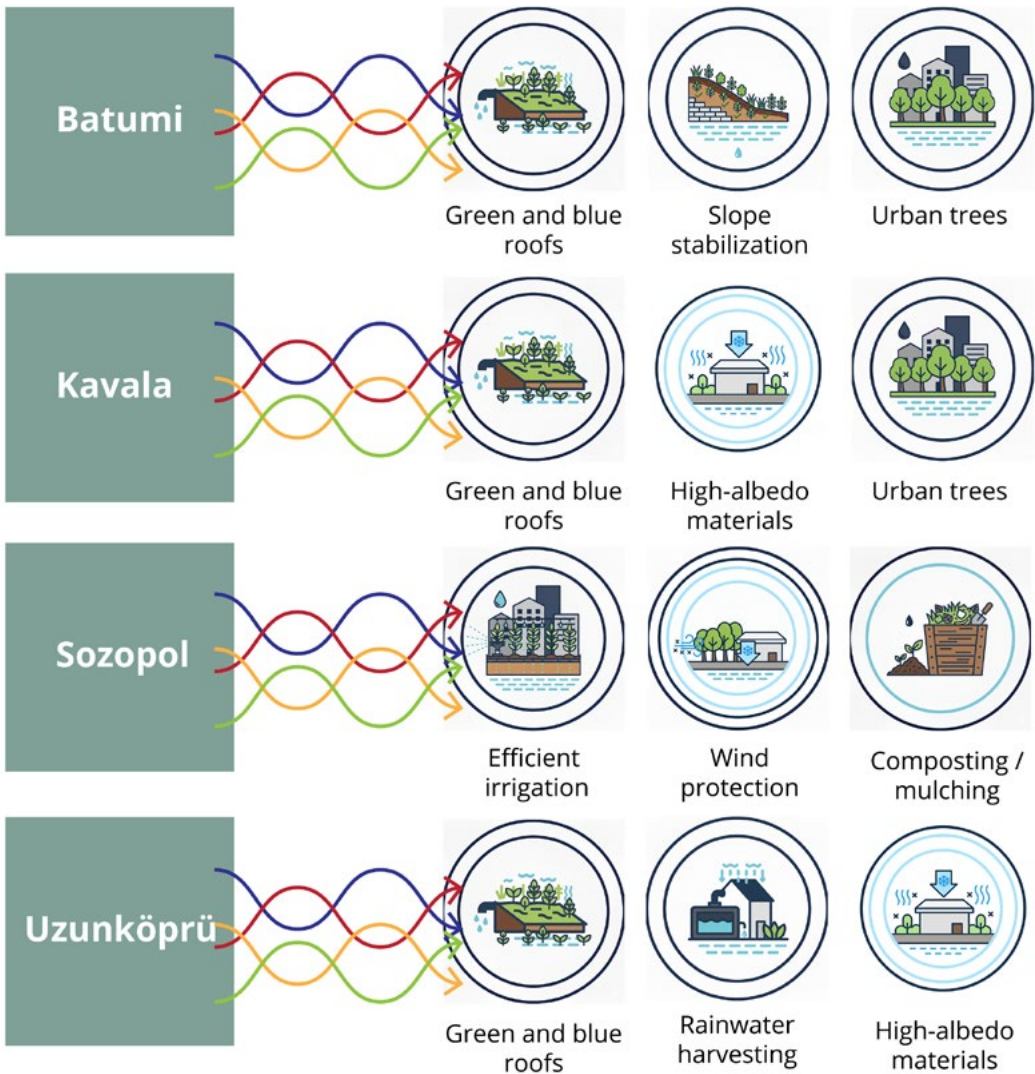 Batumi
Green and blue
roofs
Slope
stabilization
Urban trees
Kavala
Green and blue
roofs
High-albedo
materials
Urban trees
Sozopol
Efficient
irrigation
Wind
protection
Composting /
mulching
Uzunköprü
Green and blue
roofs
Rainwater
harvesting
High-albedo
materials